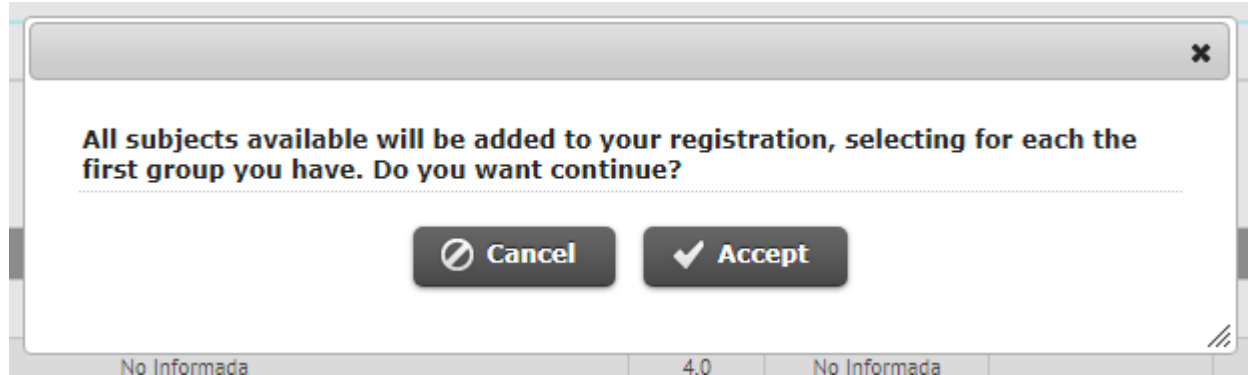 All subjects available will be added to your registration, selecting for each the
first group you have. Do you want continue?
Cancel Accept
No Informada 4.0 No Informada